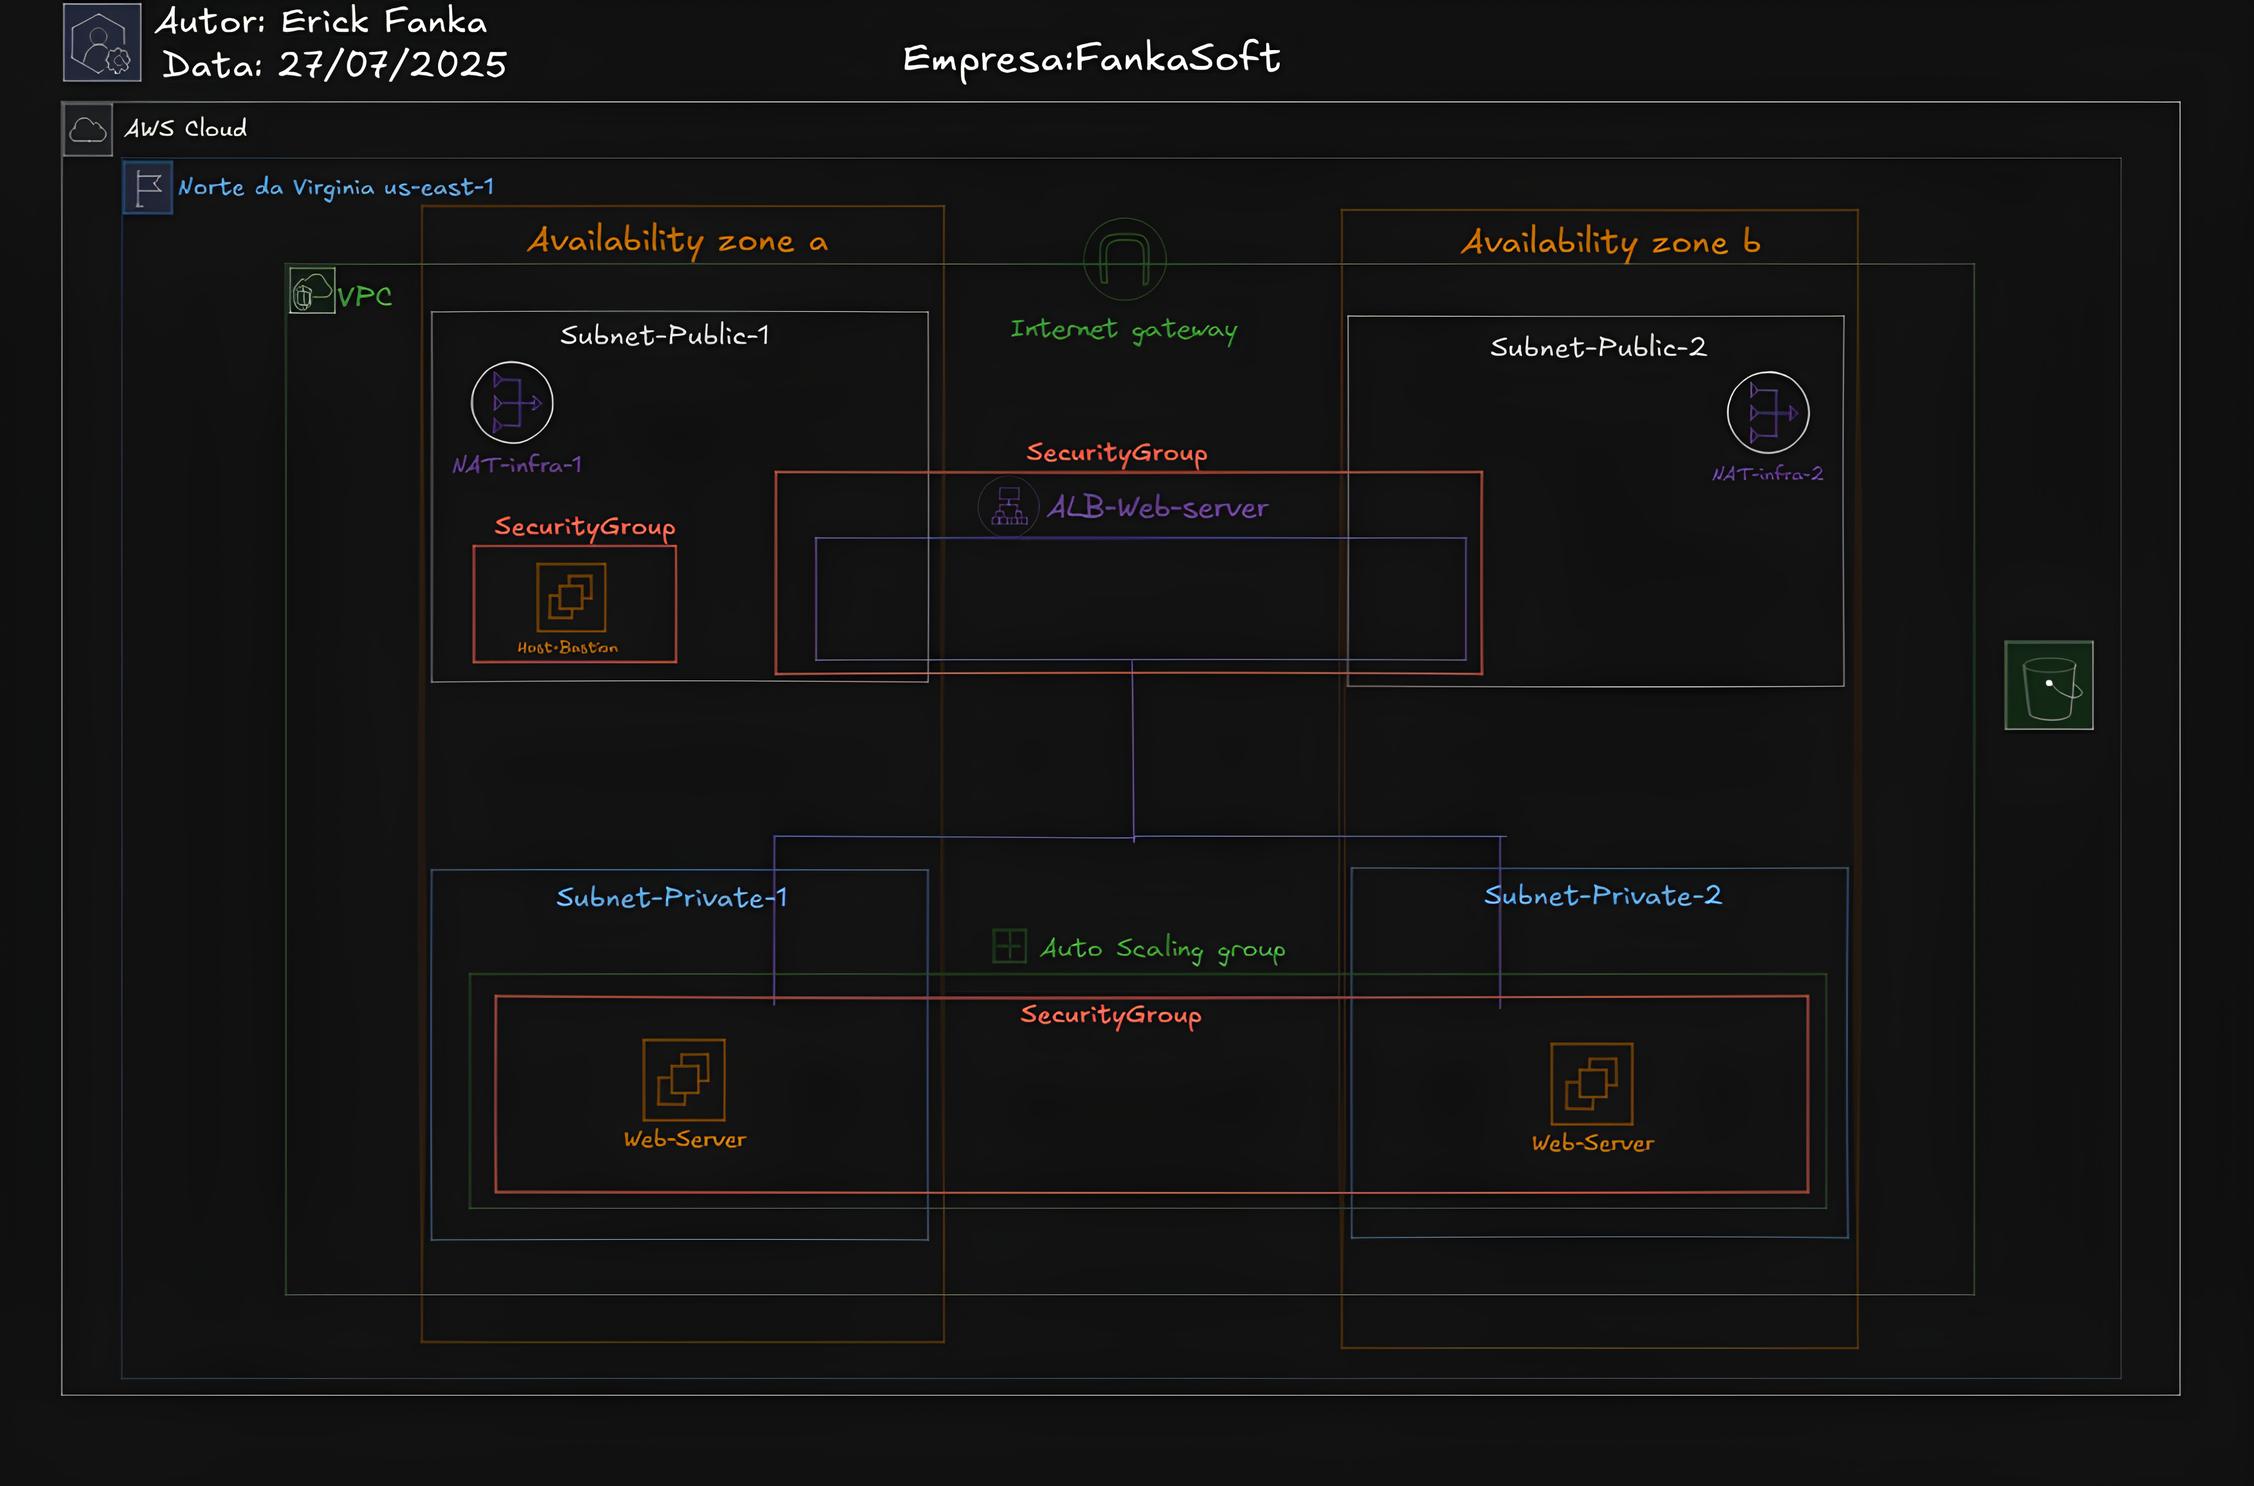 Autor: Erick Fanka
Data: 27/07/2025
Empresa:FankaSoft
AWS Cloud
Norte da Virginia us-east-1
Availability zone a
Availability zone b
VPC
Internet gateway
Subnet-Public-1
Subnet-Public-2
NAT-infra-1
NAT-infra-2
SecurityGroup
ALB-Web-server
SecurityGroup
Host-Bastion
Subnet-Private-1
Subnet-Private-2
Auto Scaling group
SecurityGroup
Web-Server
Web-Server